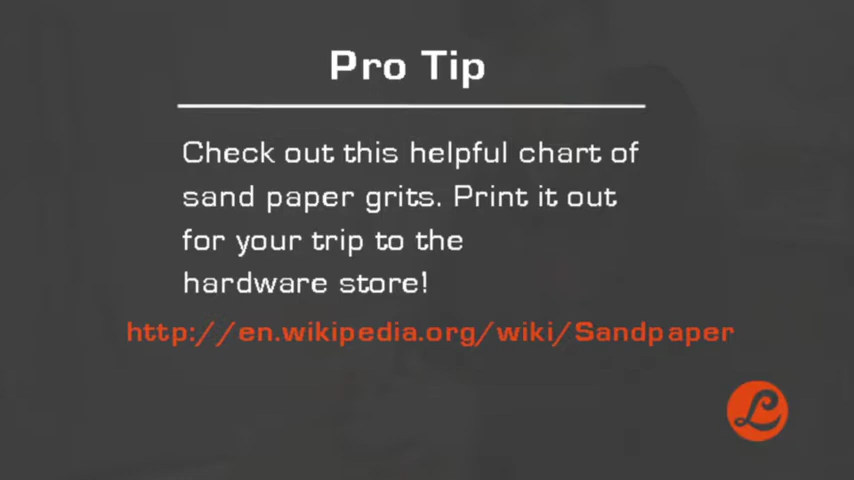 Pro Tip
Check out this helpful chart of
sand paper grits. Print it out
for your trip to the
hardware store!
http://en.wikipedia.org/wiki/Sandpaper
L